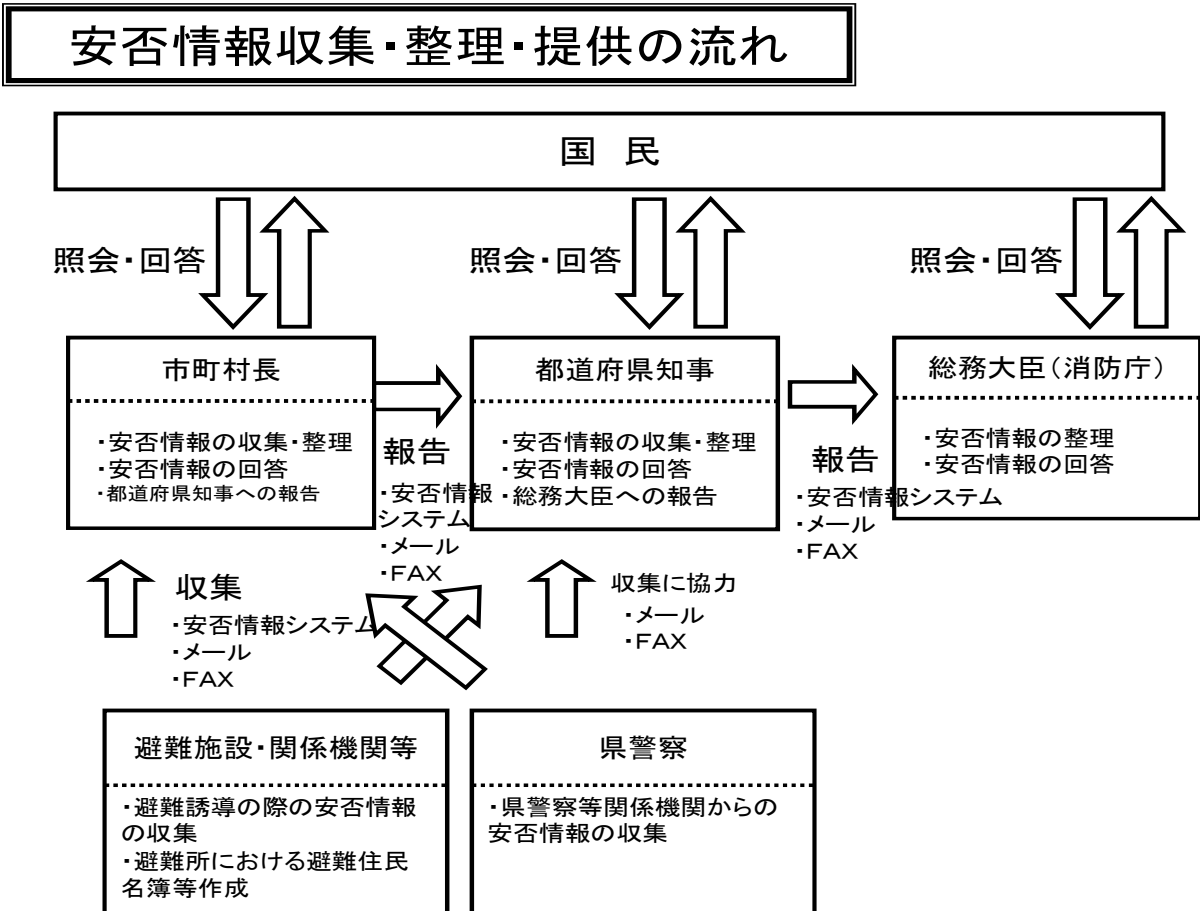 安否情報収集・整理・提供の流れ
国 民
照会・回答
照会・回答
照会・回答
市町村長
・安否情報の収集・整理
・安否情報の回答
・都道府県知事への報告
報告
・安否情報
システム
・メール
・FAX
都道府県知事
・安否情報の収集・整理
・安否情報の回答
・総務大臣への報告
報告
・安否情報システム
・メール
・FAX
総務大臣（消防庁）
・安否情報の整理
・安否情報の回答
収集
・安否情報システム
・メール
・FAX
収集に協力
・メール
・FAX
避難施設・関係機関等
・避難誘導の際の安否情報
の収集
・避難所における避難住民
名簿等作成
県警察
・県警察等関係機関からの
安否情報の収集